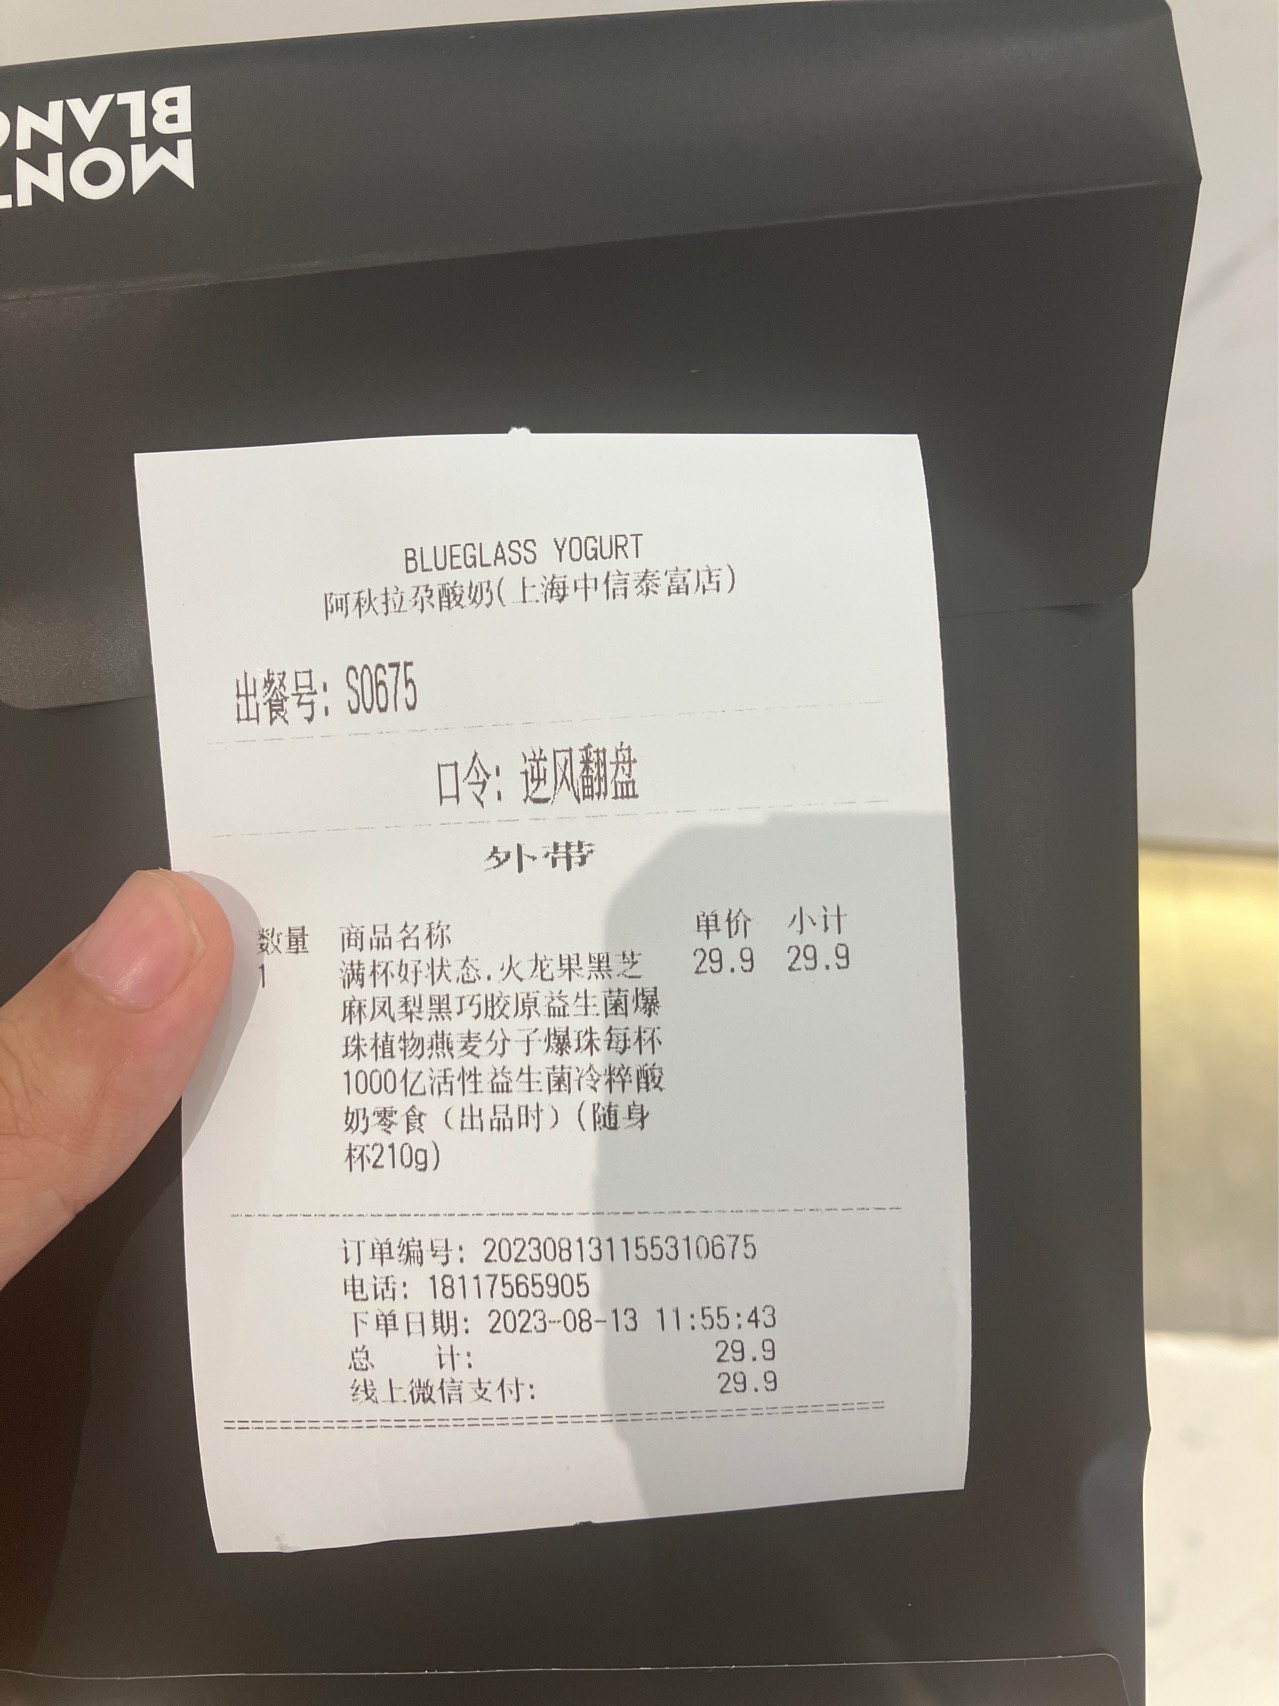 MONT
BLANC
BLUEGLASS YOGURT
阿秋拉尕酸奶(上海中信泰富店)
出餐号: S0675
口令: 逆风翻盘
外带
数量 商品名称 单价 小计
1 满杯好状态.火龙果黑芝 29.9 29.9
麻凤梨黑巧胶原益生菌爆
珠植物燕麦分子爆珠每杯
1000亿活性益生菌冷粹酸
奶零食（出品时）(随身
杯210g)
订单编号: 202308131155310675
电话: 18117565905
下单日期: 2023-08-13 11:55:43
总 计: 29.9
线上微信支付: 29.9